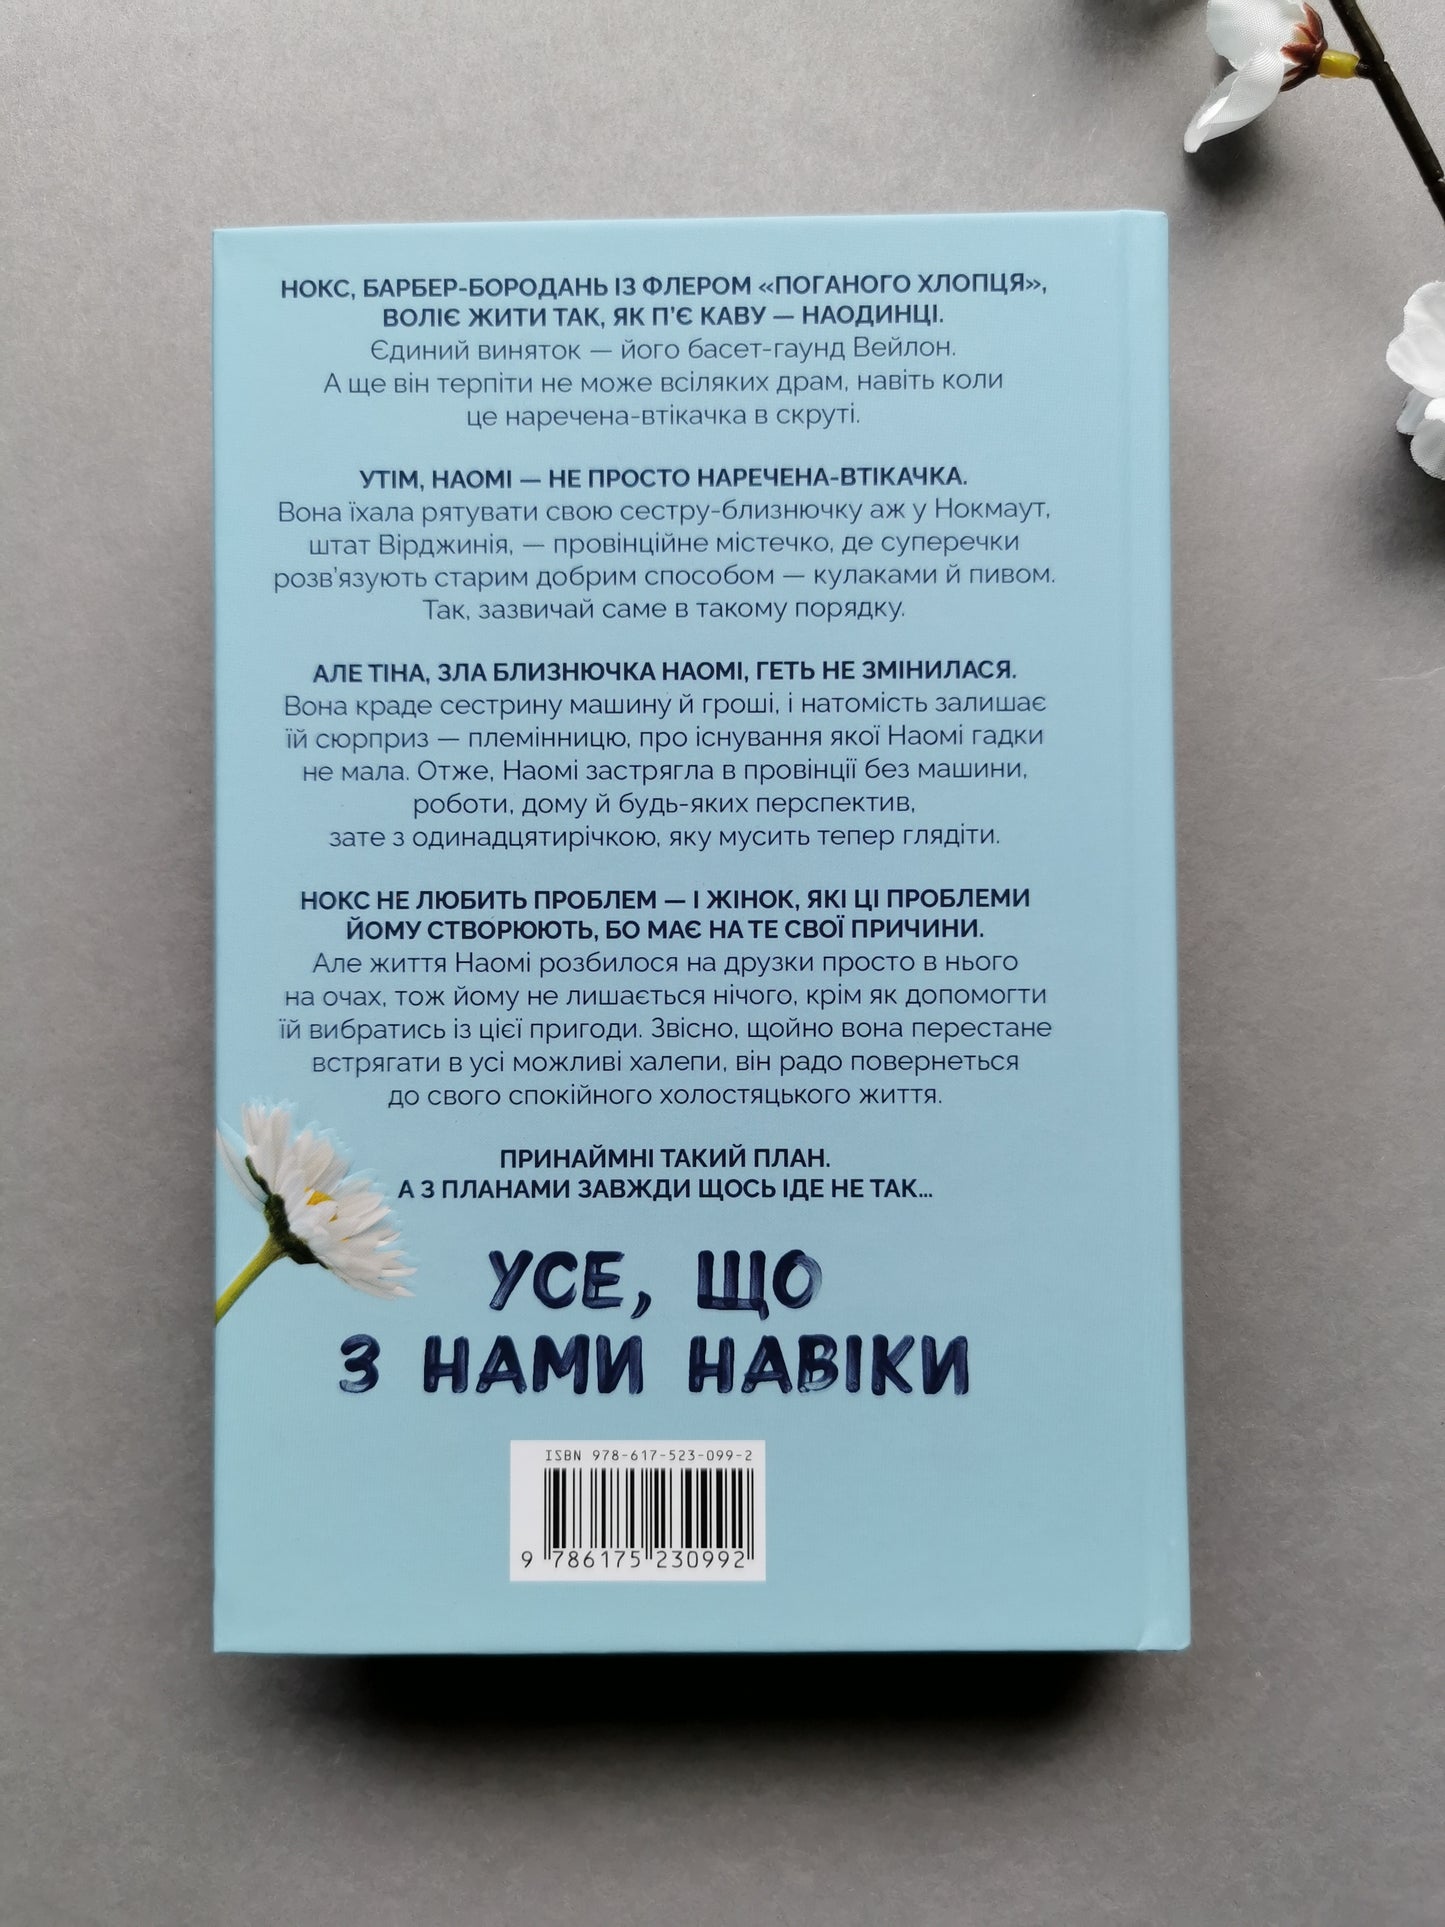 НОКС, БАРБЕР-БОРОДАНЬ ІЗ ФЛЕРОМ «ПОГАНОГО ХЛОПЦЯ»,
ВОЛІЄ ЖИТИ ТАК, ЯК П'Є КАВУ — НАОДИНЦІ.
Єдиний виняток — його басет-гаунд Вейлон.
А ще він терпіти не може всіляких драм, навіть коли
це наречена-втікачка в скруті.
УТІМ, НАОМІ — НЕ ПРОСТО НАРЕЧЕНА-ВТІКАЧКА.
Вона їхала рятувати свою сестру-близнючку аж у Нокмаут,
штат Вірджинія, — провінційне містечко, де суперечки
розв'язують старим добрим способом — кулаками й пивом.
Так, зазвичай саме в такому порядку.
АЛЕ ТІНА, ЗЛА БЛИЗНЮЧКА НАОМІ, ГЕТЬ НЕ ЗМІНИЛАСЯ.
Вона краде сестрину машину й гроші, і натомість залишає
їй сюрприз — племінницю, про існування якої Наомі гадки
не мала. Отже, Наомі застрягла в провінції без машини,
роботи, дому й будь-яких перспектив,
зате з одинадцятирічкою, яку мусить тепер глядіти.
НОКС НЕ ЛЮБИТЬ ПРОБЛЕМ — І ЖІНОК, ЯКІ ЦІ ПРОБЛЕМИ
ЙОМУ СТВОРЮЮТЬ, БО МАЄ НА ТЕ СВОЇ ПРИЧИНИ.
Але життя Наомі розбилося на друзки просто в нього
на очах, тож йому не лишається нічого, крім як допомогти
їй вибратись із цієї пригоди. Звісно, щойно вона перестане
встрягати в усі можливі халепи, він радо повернеться
до свого спокійного холостяцького життя.
ПРИНАЙМНІ ТАКИЙ ПЛАН.
А З ПЛАНАМИ ЗАВЖДИ ЩОСЬ ІДЕ НЕ ТАК...
УСЕ, ЩО
З НАМИ НАВІКИ
ISBN 978-617-523-099-2
9 786175 230992